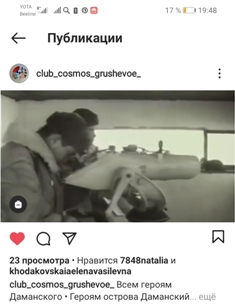 YOTA
Beeline
17 %
19:48
Публикации
club_cosmos_grushevoe_
23 просмотра • Нравится 7848natalia и
khodakovskaiaelenavasilevna
club_cosmos_grushevoe_ Всем героям
Даманского • Героям острова Даманский... ещё